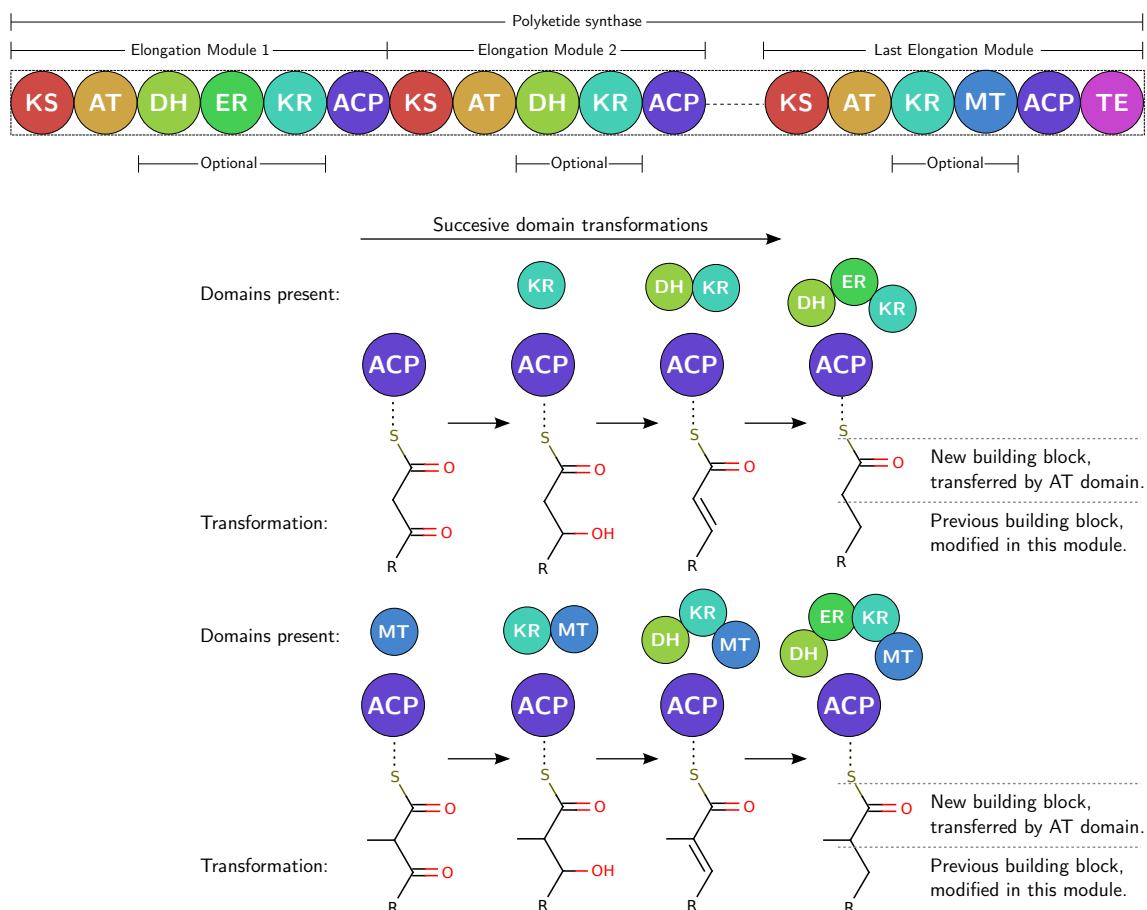 Polyketide synthase
Elongation Module 1 Elongation Module 2 Last Elongation Module
KS AT DH ER KR ACP KS AT DH KR ACP KS AT KR MT ACP TE
Optional Optional Optional
Succesive domain transformations
Domains present: KR DH KR DH ER KR
ACP ACP ACP ACP
S S S S
O O O O
New building block,
transferred by AT domain.
Transformation: O OH
Previous building block,
modified in this module.
R R R R
Domains present: MT KR MT DH KR MT DH ER KR MT
ACP ACP ACP ACP
S S S S
O O O O
New building block,
transferred by AT domain.
Transformation: O OH
Previous building block,
modified in this module.
R R R R